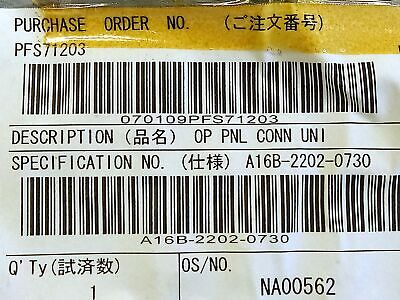 PURCHASE ORDER NO. (ご注文番号)
PFS71203
070109PFS71203
DESCRIPTION (品名) OP PNL CONN UNI
SPECIFICATION NO. (仕様) A16B-2202-0730
A16B-2202-0730
Q'Ty(試済数) OS/NO.
1 NA00562